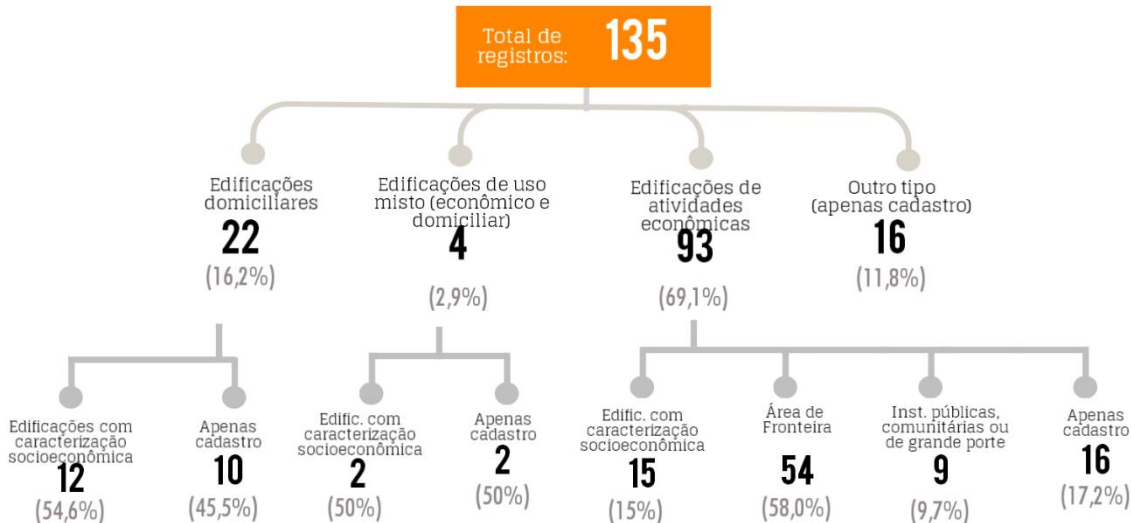 Total de
registros:
135
Edificações
domiciliares
22
(16,2%)
Edificações de uso
misto (econômico e
domiciliar)
4
(2,9%)
Edificações de
atividades
econômicas
93
(69,1%)
Outro tipo
(apenas cadastro)
16
(11,8%)
Edificações com
caracterização
socioeconômica
12
(54,6%)
Apenas
cadastro
10
(45,5%)
Edific. com
caracterização
socioeconômica
2
(50%)
Apenas
cadastro
2
(50%)
Edific. com
caracterização
socioeconômica
15
(15%)
Área de
Fronteira
54
(58,0%)
Inst. públicas,
comunitárias ou
de grande porte
9
(9,7%)
Apenas
cadastro
16
(17,2%)